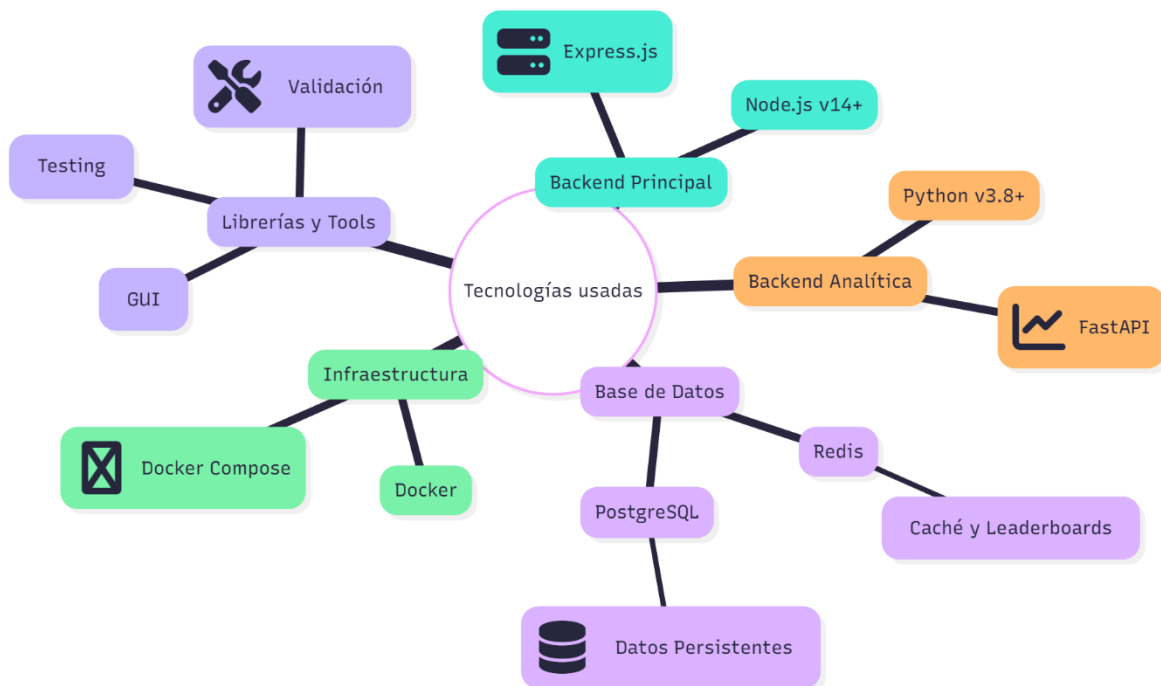 Express.js
Validación
Node.js v14+
Testing
Backend Principal
Python v3.8+
Librerías y Tools
Backend Analítica
Tecnologías usadas
GUI
FastAPI
Infraestructura
Base de Datos
Redis
Docker Compose
Docker
PostgreSQL
Caché y Leaderboards
Datos Persistentes